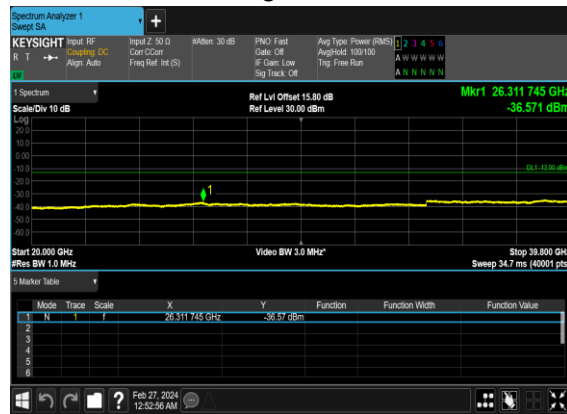 Spectrum Analyzer 1
Swept SA
+
KEYSIGHT
R T
LW
Input: RF
Coupling: DC
Align: Auto
Input Z: 50 Ω
Corr CCorr
Freq Ref: Int (S)
#Atten: 30 dB
PNO: Fast
Gate: Off
IF Gain: Low
Sig Track: Off
Avg Type: Power (RMS)
Avg|Hold: 100/100
Trig: Free Run
1 2 3 4 5 6
A W W W W W
A N N N N N
1 Spectrum
Scale/Div 10 dB
Ref Lvl Offset 15.80 dB
Ref Level 30.00 dBm
Mkr1 26.311 745 GHz
-36.571 dBm
Log
20.0
10.0
0.00
-10.0
-20.0
-30.0
-40.0
-50.0
-60.0
DL1 -13.00 dBm
1
Start 20.000 GHz
#Res BW 1.0 MHz
Video BW 3.0 MHz*
Stop 39.800 GHz
Sweep 34.7 ms (40001 pts)
5 Marker Table
Mode Trace Scale X Y Function Function Width Function Value
1 N 1 f 26.311 745 GHz -36.57 dBm
2
3
4
5
6
?
Feb 27, 2024
12:52:56 AM